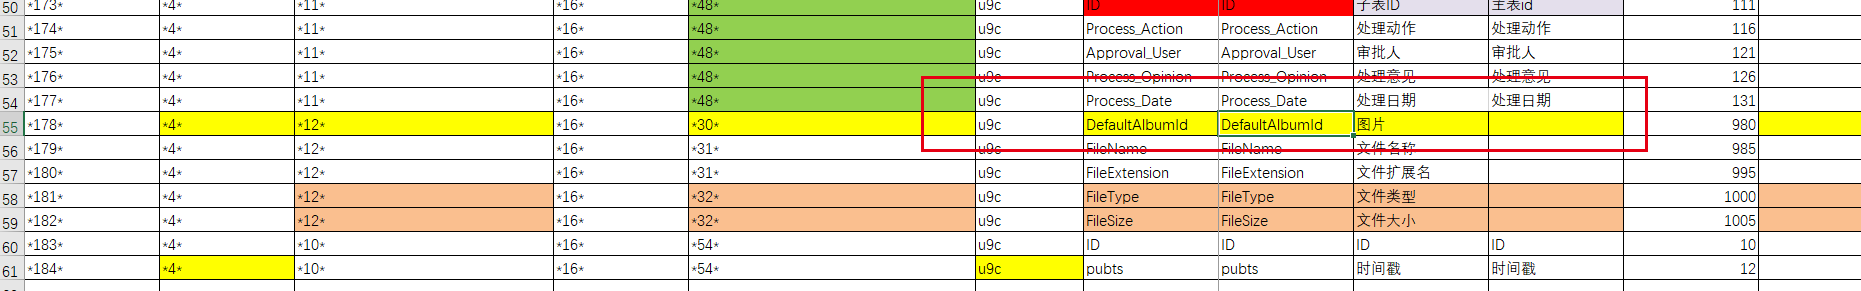 50 *173* *4* *11* *16* *48* u9c ID ID 子表ID 主表id 111
51 *174* *4* *11* *16* *48* u9c Process_Action Process_Action 处理动作 处理动作 116
52 *175* *4* *11* *16* *48* u9c Approval_User Approval_User 审批人 审批人 121
53 *176* *4* *11* *16* *48* u9c Process_Opinion Process_Opinion 处理意见 处理意见 126
54 *177* *4* *11* *16* *48* u9c Process_Date Process_Date 处理日期 处理日期 131
55 *178* *4* *12* *16* *30* u9c DefaultAlbumId DefaultAlbumId 图片 980
56 *179* *4* *12* *16* *31* u9c FileName FileName 文件名称 985
57 *180* *4* *12* *16* *31* u9c FileExtension FileExtension 文件扩展名 995
58 *181* *4* *12* *16* *32* u9c FileType FileType 文件类型 1000
59 *182* *4* *12* *16* *32* u9c FileSize FileSize 文件大小 1005
60 *183* *4* *10* *16* *54* u9c ID ID ID ID 10
61 *184* *4* *10* *16* *54* u9c pubts pubts 时间戳 时间戳 12